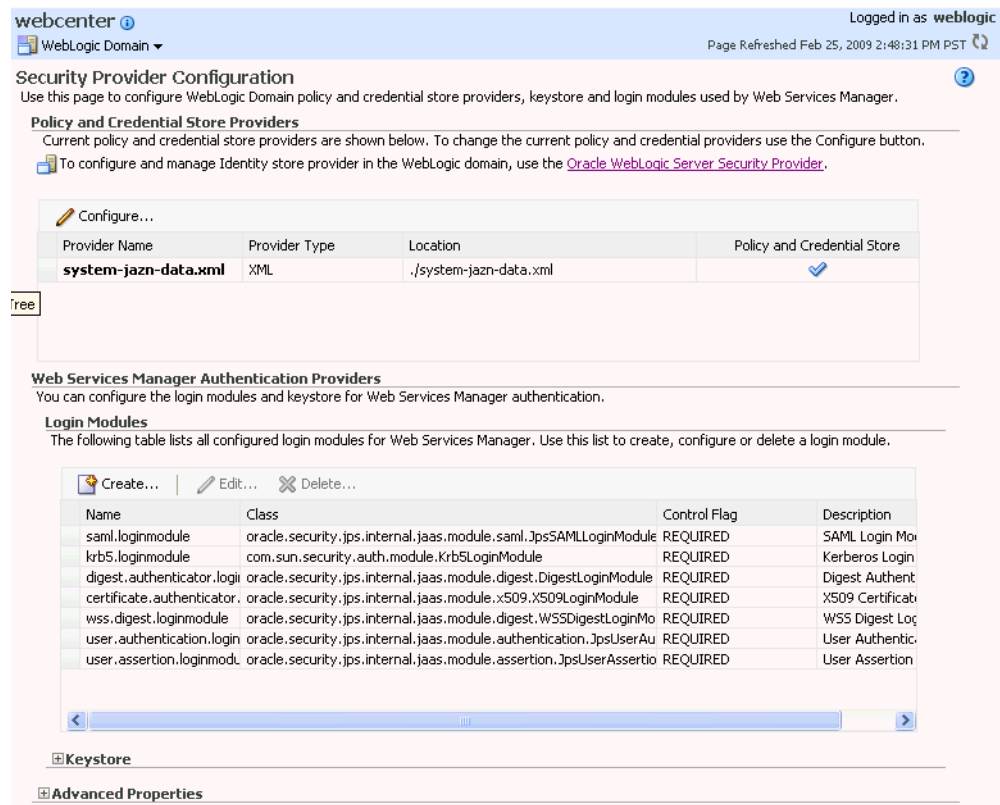 webcenter
Logged in as weblogic
WebLogic Domain
Page Refreshed Feb 25, 2009 2:48:31 PM PST
Security Provider Configuration
Use this page to configure WebLogic Domain policy and credential store providers, keystore and login modules used by Web Services Manager.
Policy and Credential Store Providers
Current policy and credential store providers are shown below. To change the current policy and credential providers use the Configure button.
To configure and manage Identity store provider in the WebLogic domain, use the Oracle WebLogic Server Security Provider.
Configure...
Provider Name Provider Type Location Policy and Credential Store
system-jazn-data.xml XML ./system-jazn-data.xml
Tree
Web Services Manager Authentication Providers
You can configure the login modules and keystore for Web Services Manager authentication.
Login Modules
The following table lists all configured login modules for Web Services Manager. Use this list to create, configure or delete a login module.
Create... Edit... Delete...
Name Class Control Flag Description
saml.loginmodule oracle.security.jps.internal.jaas.module.saml.JpsSAMLLoginModule REQUIRED SAML Login Mo
krb5.loginmodule com.sun.security.auth.module.Krb5LoginModule REQUIRED Kerberos Login
digest.authenticator.logi oracle.security.jps.internal.jaas.module.digest.DigestLoginModule REQUIRED Digest Authent
certificate.authenticator. oracle.security.jps.internal.jaas.module.x509.X509LoginModule REQUIRED X509 Certificat
wss.digest.loginmodule oracle.security.jps.internal.jaas.module.digest.WSSDigestLoginMo REQUIRED WSS Digest Log
user.authentication.login oracle.security.jps.internal.jaas.module.authentication.JpsUserAu REQUIRED User Authentic
user.assertion.loginmodu oracle.security.jps.internal.jaas.module.assertion.JpsUserAssertio REQUIRED User Assertion
Keystore
Advanced Properties